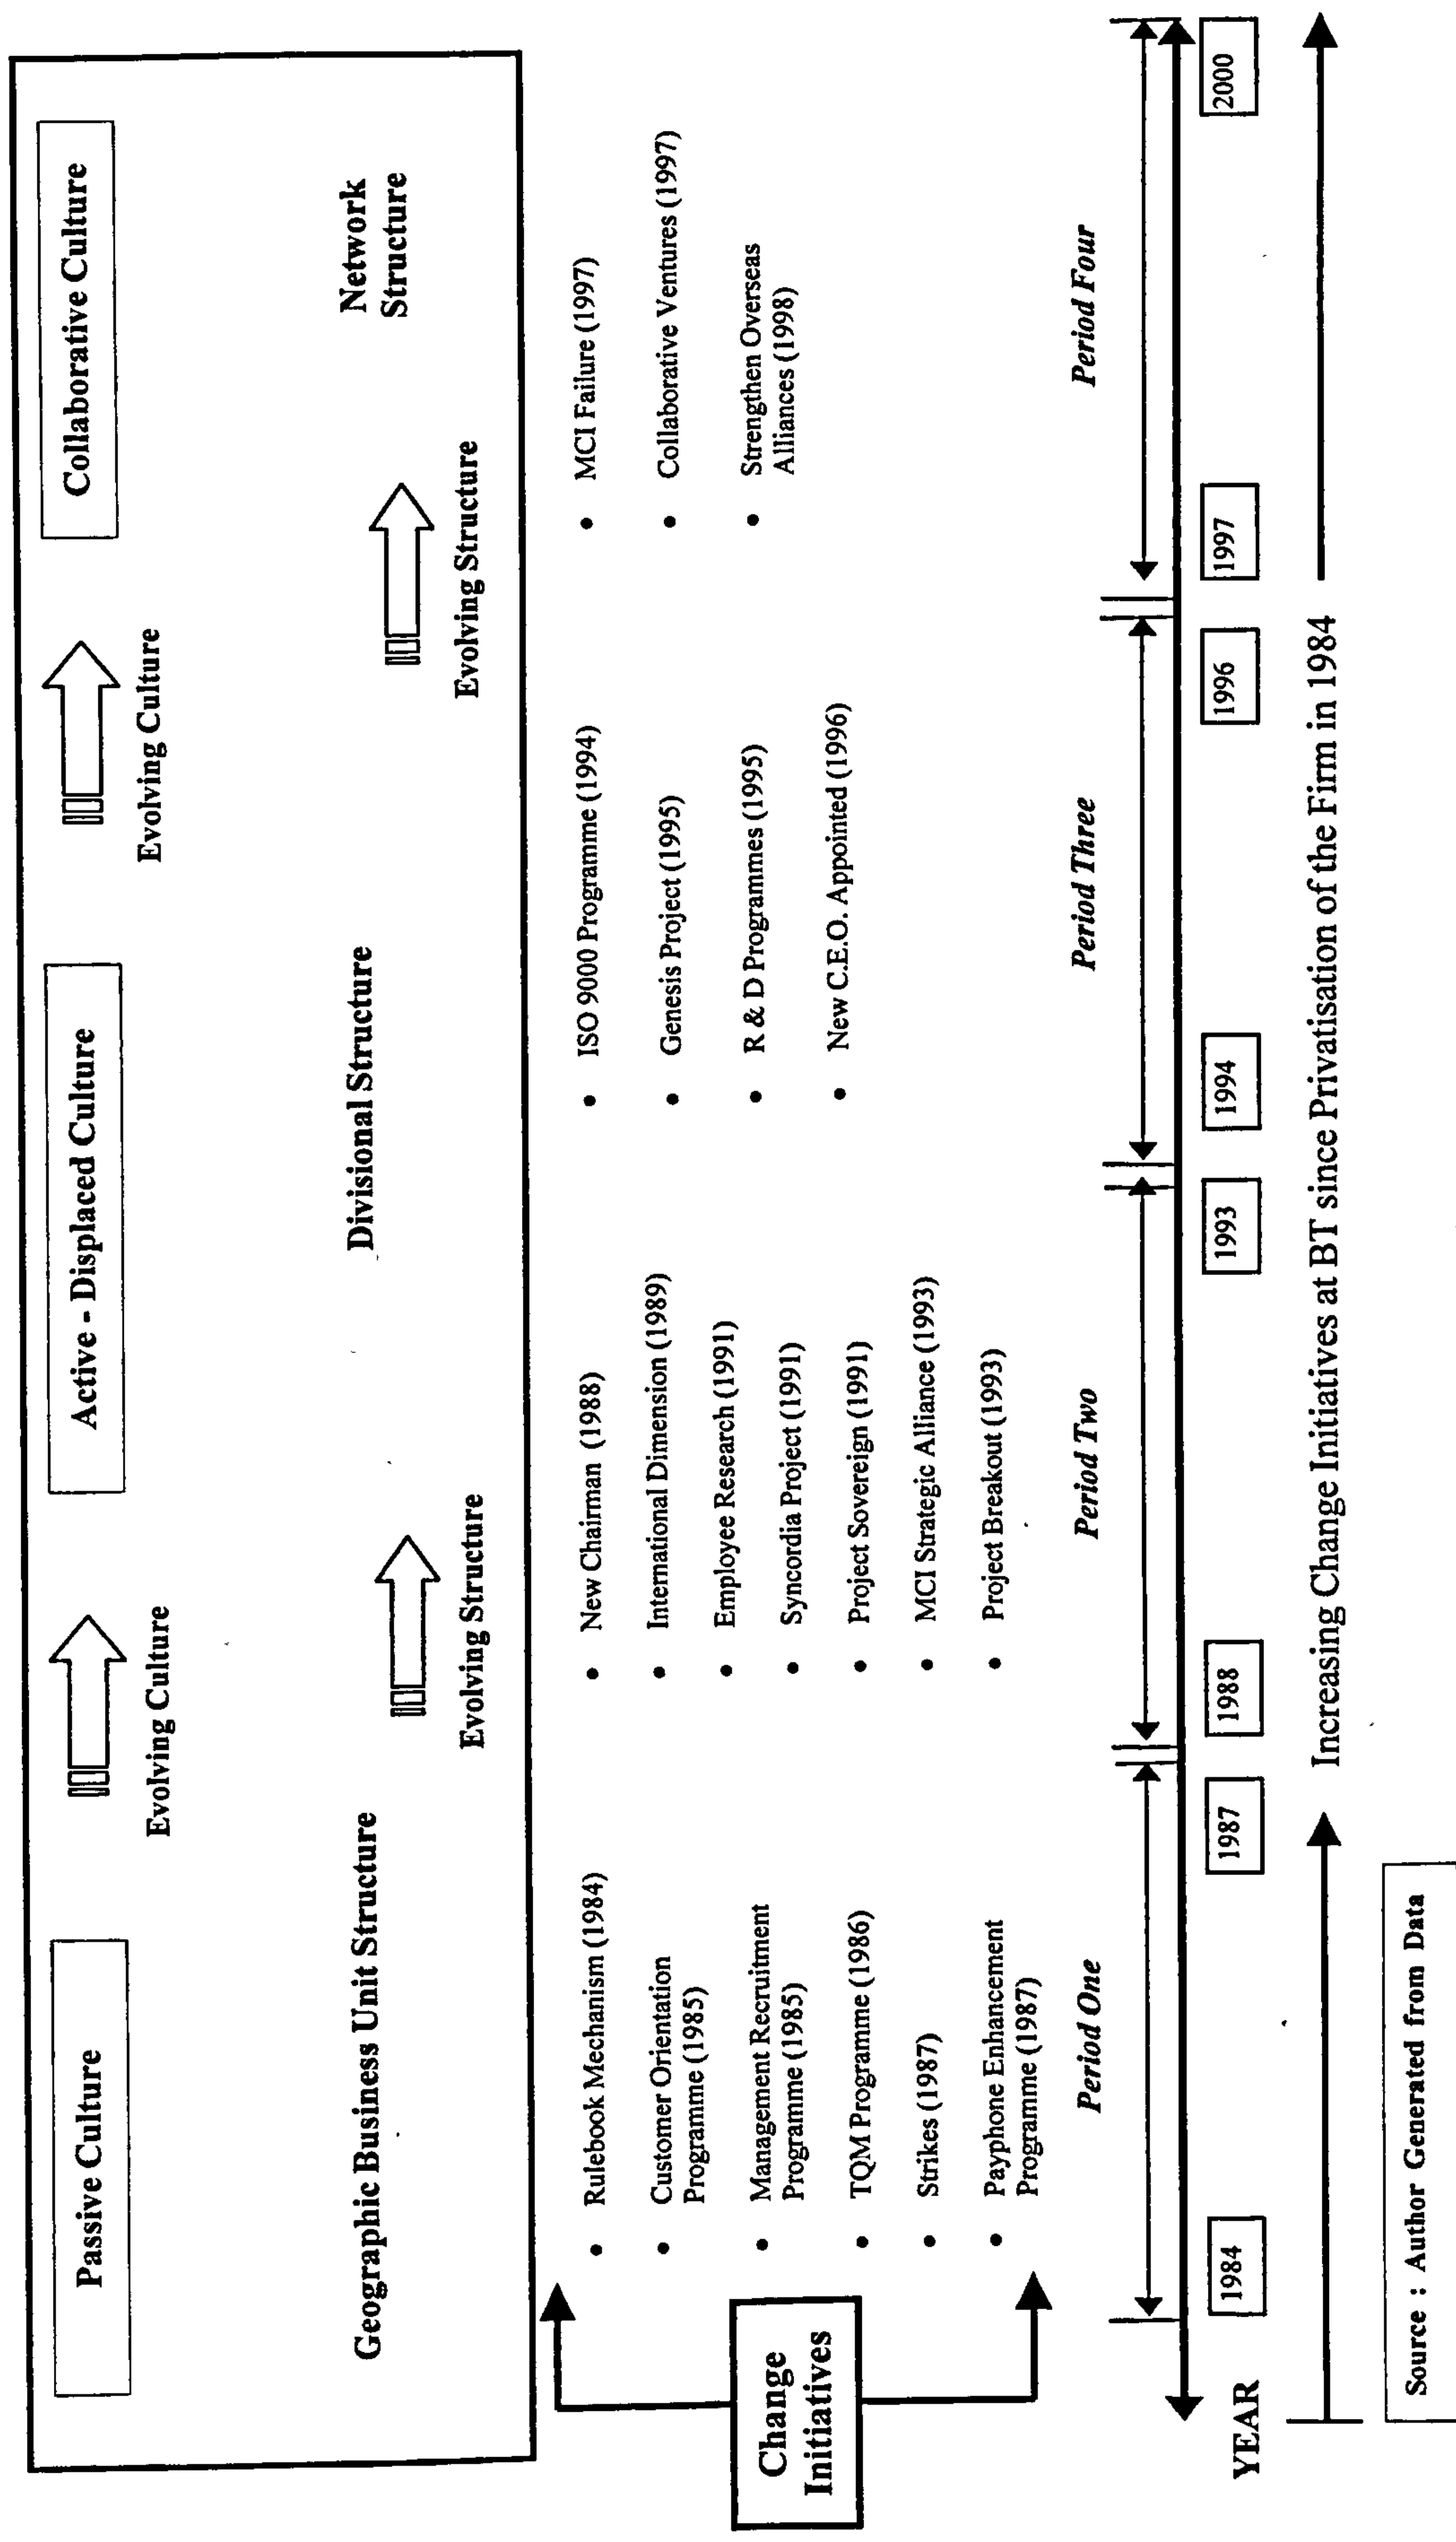 Passive Culture
Evolving Culture
Active - Displaced Culture
Evolving Culture
Collaborative Culture
Geographic Business Unit Structure
Evolving Structure
Divisional Structure
Evolving Structure
Network
Structure
Change
Initiatives
• Rulebook Mechanism (1984)
• Customer Orientation
Programme (1985)
• Management Recruitment
Programme (1985)
• TQM Programme (1986)
• Strikes (1987)
• Payphone Enhancement
Programme (1987)
• New Chairman (1988)
• International Dimension (1989)
• Employee Research (1991)
• Syncordia Project (1991)
• Project Sovereign (1991)
• MCI Strategic Alliance (1993)
• Project Breakout (1993)
• ISO 9000 Programme (1994)
• Genesis Project (1995)
• R & D Programmes (1995)
• New C.E.O. Appointed (1996)
• MCI Failure (1997)
• Collaborative Ventures (1997)
• Strengthen Overseas
Alliances (1998)
Period One
Period Two
Period Three
Period Four
YEAR
1984
1987
1988
1993
1994
1996
1997
2000
Increasing Change Initiatives at BT since Privatisation of the Firm in 1984
Source : Author Generated from Data